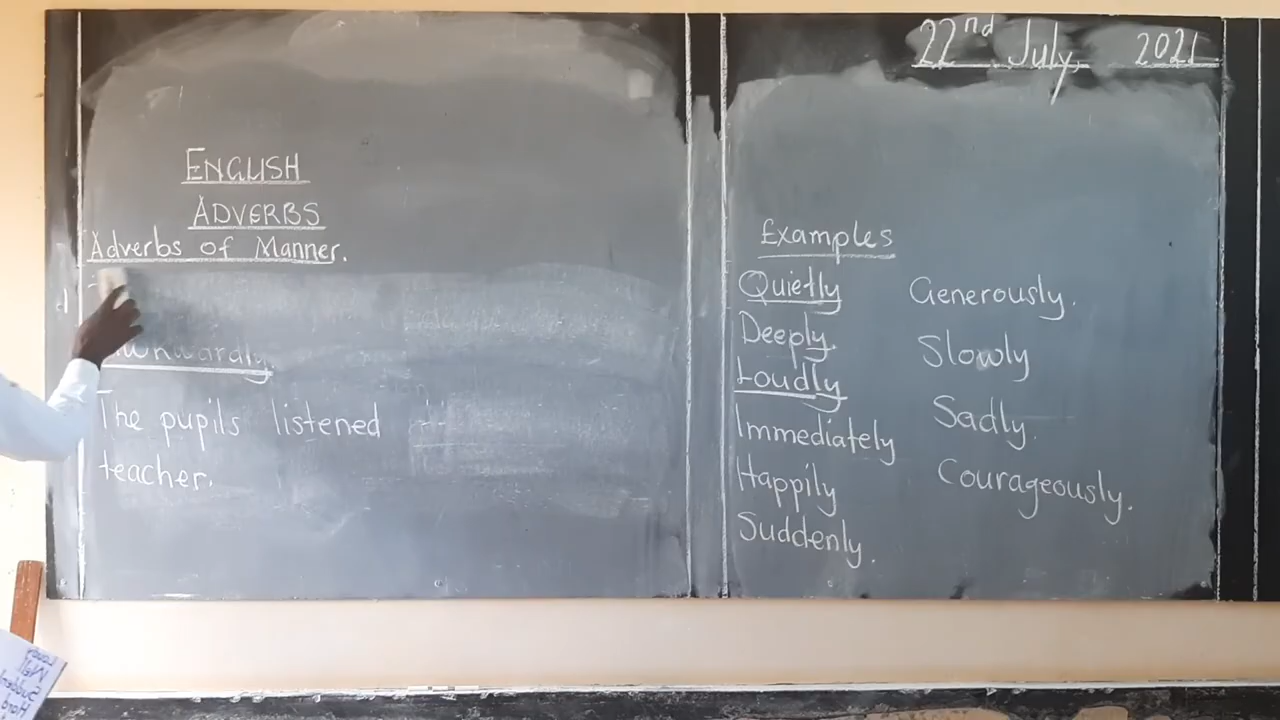 ENGLISH
ADVERBS
Adverbs of Manner.
The pupils listened
teacher.
22nd July, 2021
Examples
Quietly
Deeply.
Loudly
Immediately
Happily
Suddenly.
Generously.
Slowly
Sadly.
Courageously.